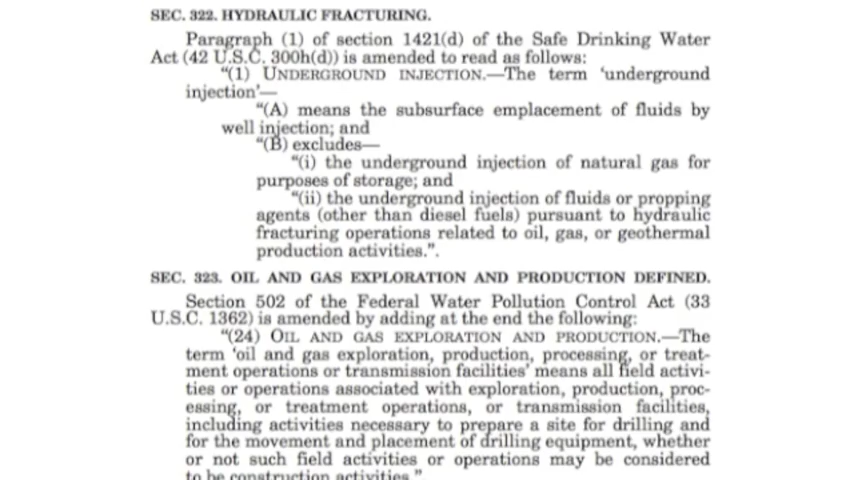 SEC. 322. HYDRAULIC FRACTURING.
Paragraph (1) of section 1421(d) of the Safe Drinking Water
Act (42 U.S.C. 300h(d)) is amended to read as follows:
“(1) UNDERGROUND INJECTION.—The term ‘underground
injection’—
“(A) means the subsurface emplacement of fluids by
well injection; and
“(B) excludes—
“(i) the underground injection of natural gas for
purposes of storage; and
“(ii) the underground injection of fluids or propping
agents (other than diesel fuels) pursuant to hydraulic
fracturing operations related to oil, gas, or geothermal
production activities.”.
SEC. 323. OIL AND GAS EXPLORATION AND PRODUCTION DEFINED.
Section 502 of the Federal Water Pollution Control Act (33
U.S.C. 1362) is amended by adding at the end the following:
“(24) OIL AND GAS EXPLORATION AND PRODUCTION.—The
term ‘oil and gas exploration, production, processing, or treat-
ment operations or transmission facilities’ means all field activi-
ties or operations associated with exploration, production, proc-
essing, or treatment operations, or transmission facilities,
including activities necessary to prepare a site for drilling and
for the movement and placement of drilling equipment, whether
or not such field activities or operations may be considered
to be construction activities.”